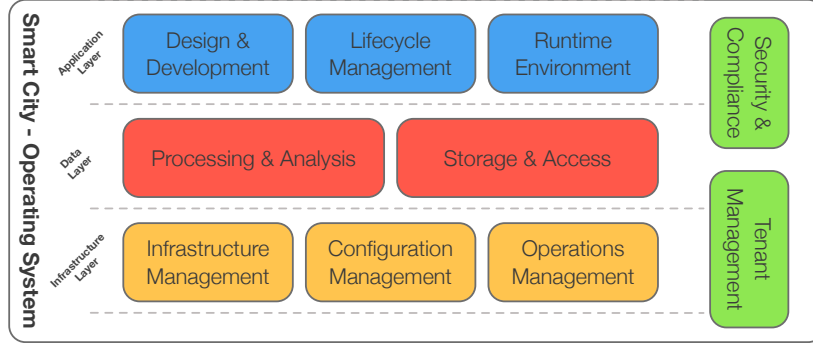 Smart City - Operating System
Application
Layer
Design &
Development
Lifecycle
Management
Runtime
Environment
Security &
Compliance
Data
Layer
Processing & Analysis
Storage & Access
Tenant
Management
Infrastructure
Layer
Infrastructure
Management
Configuration
Management
Operations
Management